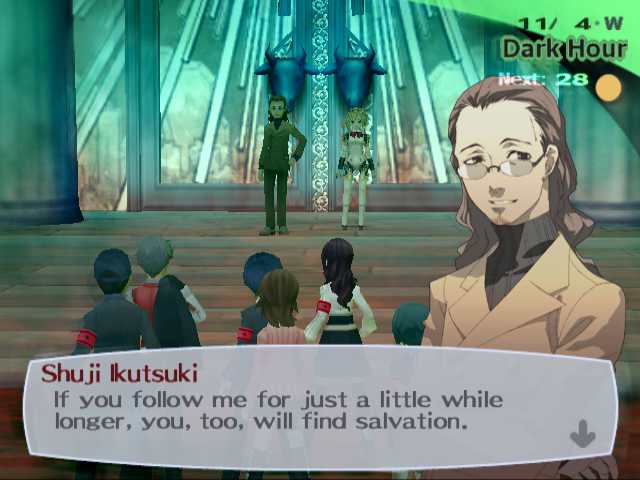 11/ 4・W
Dark Hour
Next: 28
Shuji Ikutsuki
If you follow me for just a little while
longer, you, too, will find salvation.